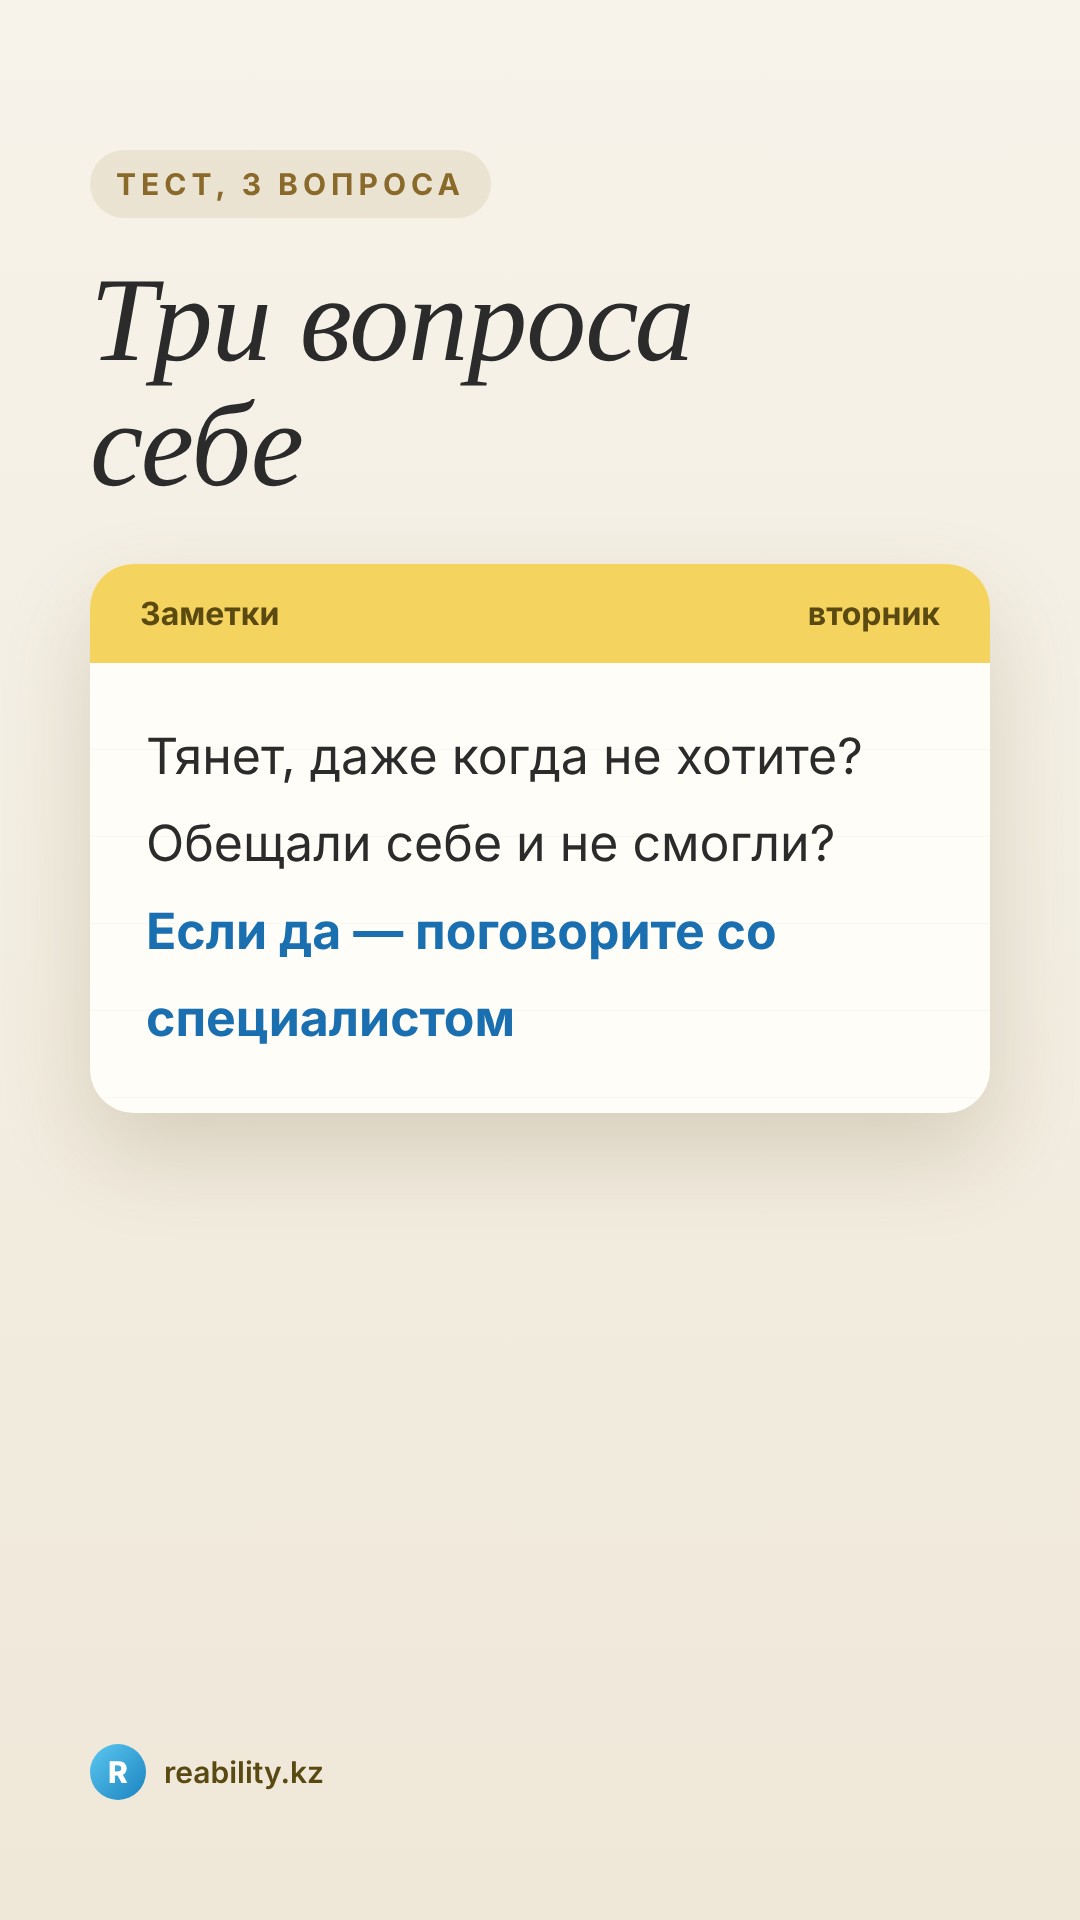 ТЕСТ, 3 ВОПРОСА
Три вопроса
себе
Заметки вторник
Тянет, даже когда не хотите?
Обещали себе и не смогли?
Если да — поговорите со
специалистом
R reability.kz